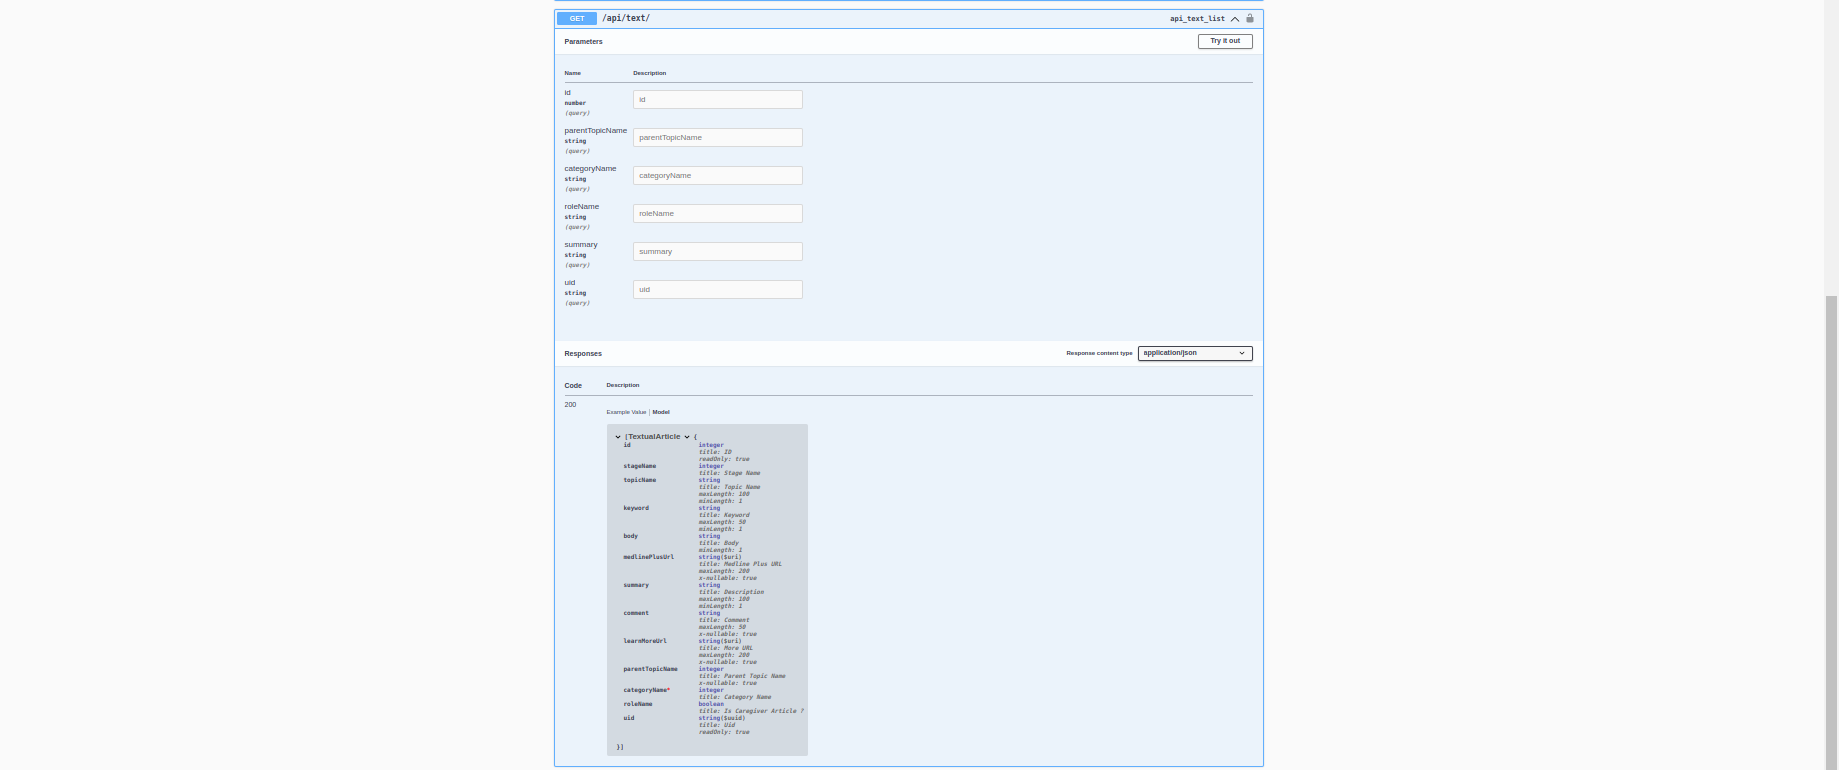 GET /api/text/ api_text_list
Parameters Try it out
Name Description
id id
number
(query)
parentTopicName parentTopicName
string
(query)
categoryName categoryName
string
(query)
roleName roleName
string
(query)
summary summary
string
(query)
uid uid
string
(query)
Responses Response content type application/json
Code Description
200
Example Value | Model
[TextualArticle {
id integer
title: ID
readOnly: true
stageName integer
title: Stage Name
topicName string
title: Topic Name
maxLength: 100
minLength: 1
keyword string
title: Keyword
maxLength: 50
minLength: 1
body string
title: Body
minLength: 1
medlinePlusUrl string($uri)
title: Medline Plus URL
maxLength: 200
x-nullable: true
summary string
title: Description
maxLength: 100
minLength: 1
comment string
title: Comment
maxLength: 50
x-nullable: true
learnMoreUrl string($uri)
title: More URL
maxLength: 200
x-nullable: true
parentTopicName integer
title: Parent Topic Name
x-nullable: true
categoryName* integer
title: Category Name
roleName boolean
title: Is Caregiver Article ?
uid string($uuid)
title: Uid
readOnly: true
}]